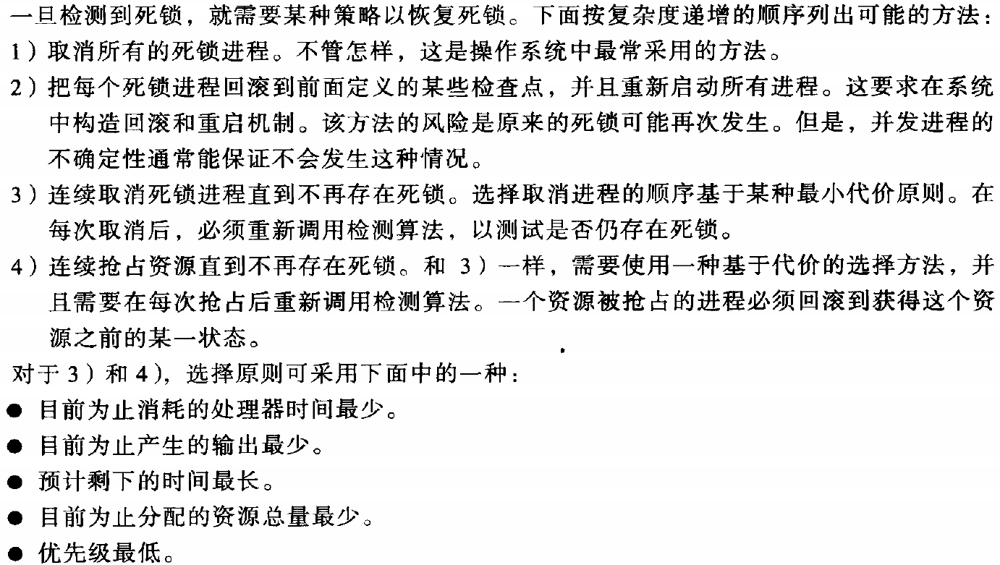 一旦检测到死锁，就需要某种策略以恢复死锁。下面按复杂度递增的顺序列出可能的方法：
1）取消所有的死锁进程。不管怎样，这是操作系统中最常采用的方法。
2）把每个死锁进程回滚到前面定义的某些检查点，并且重新启动所有进程。这要求在系统
中构造回滚和重启机制。该方法的风险是原来的死锁可能再次发生。但是，并发进程的
不确定性通常能保证不会发生这种情况。
3）连续取消死锁进程直到不再存在死锁。选择取消进程的顺序基于某种最小代价原则。在
每次取消后，必须重新调用检测算法，以测试是否仍存在死锁。
4）连续抢占资源直到不再存在死锁。和 3）一样，需要使用一种基于代价的选择方法，并
且需要在每次抢占后重新调用检测算法。一个资源被抢占的进程必须回滚到获得这个资
源之前的某一状态。
对于 3）和 4），选择原则可采用下面中的一种：
● 目前为止消耗的处理器时间最少。
● 目前为止产生的输出最少。
● 预计剩下的时间最长。
● 目前为止分配的资源总量最少。
● 优先级最低。